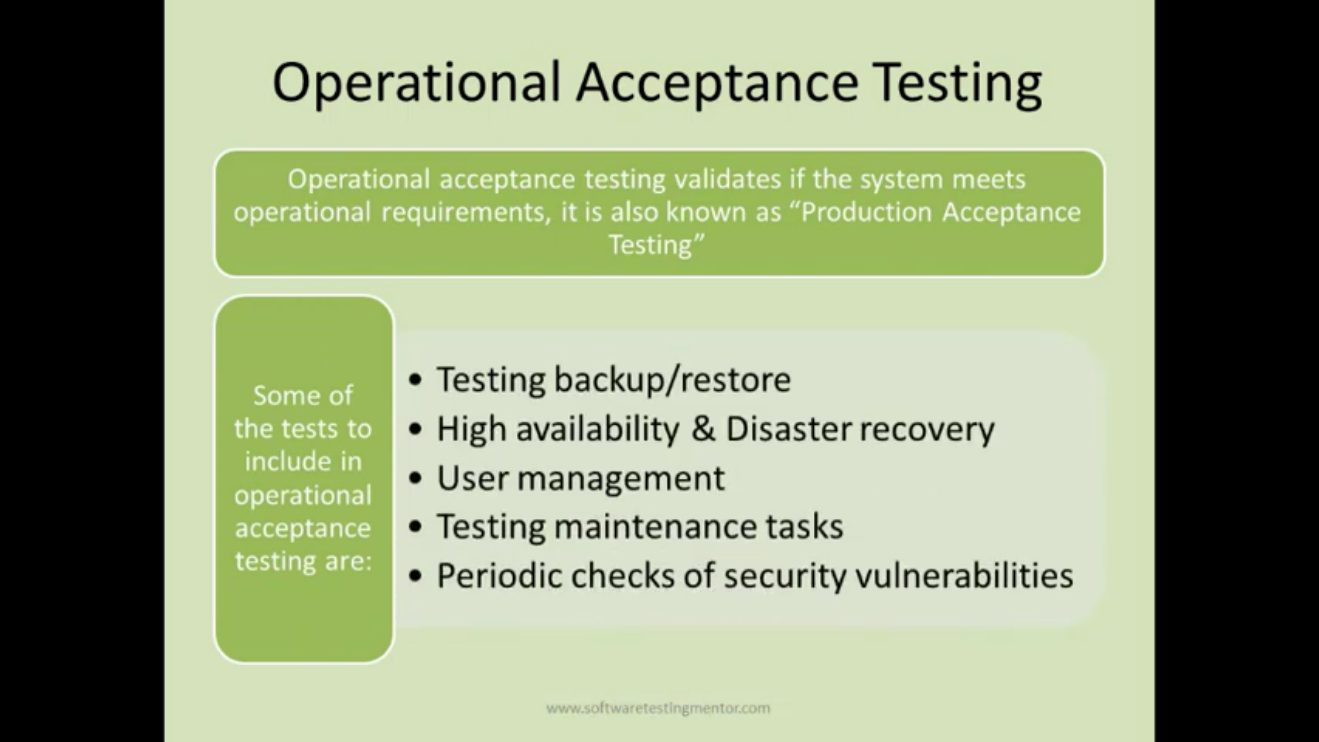 Operational Acceptance Testing
Operational acceptance testing validates if the system meets
operational requirements, it is also known as “Production Acceptance
Testing”
Some of
the tests to
include in
operational
acceptance
testing are:
• Testing backup/restore
• High availability & Disaster recovery
• User management
• Testing maintenance tasks
• Periodic checks of security vulnerabilities
www.softwaretestingmentor.com